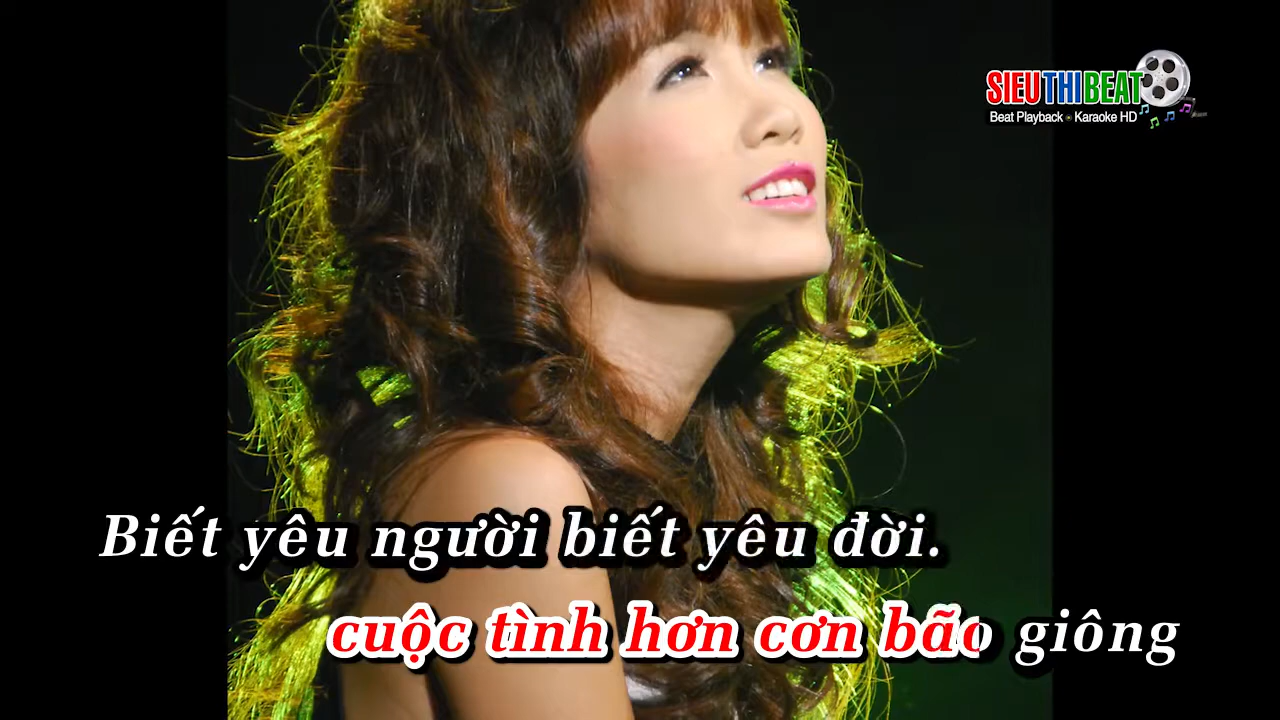 SIEUTHIBEAT
Beat Playback • Karaoke HD
Biết yêu người biết yêu đời.
cuộc tình hơn cơn bão giông